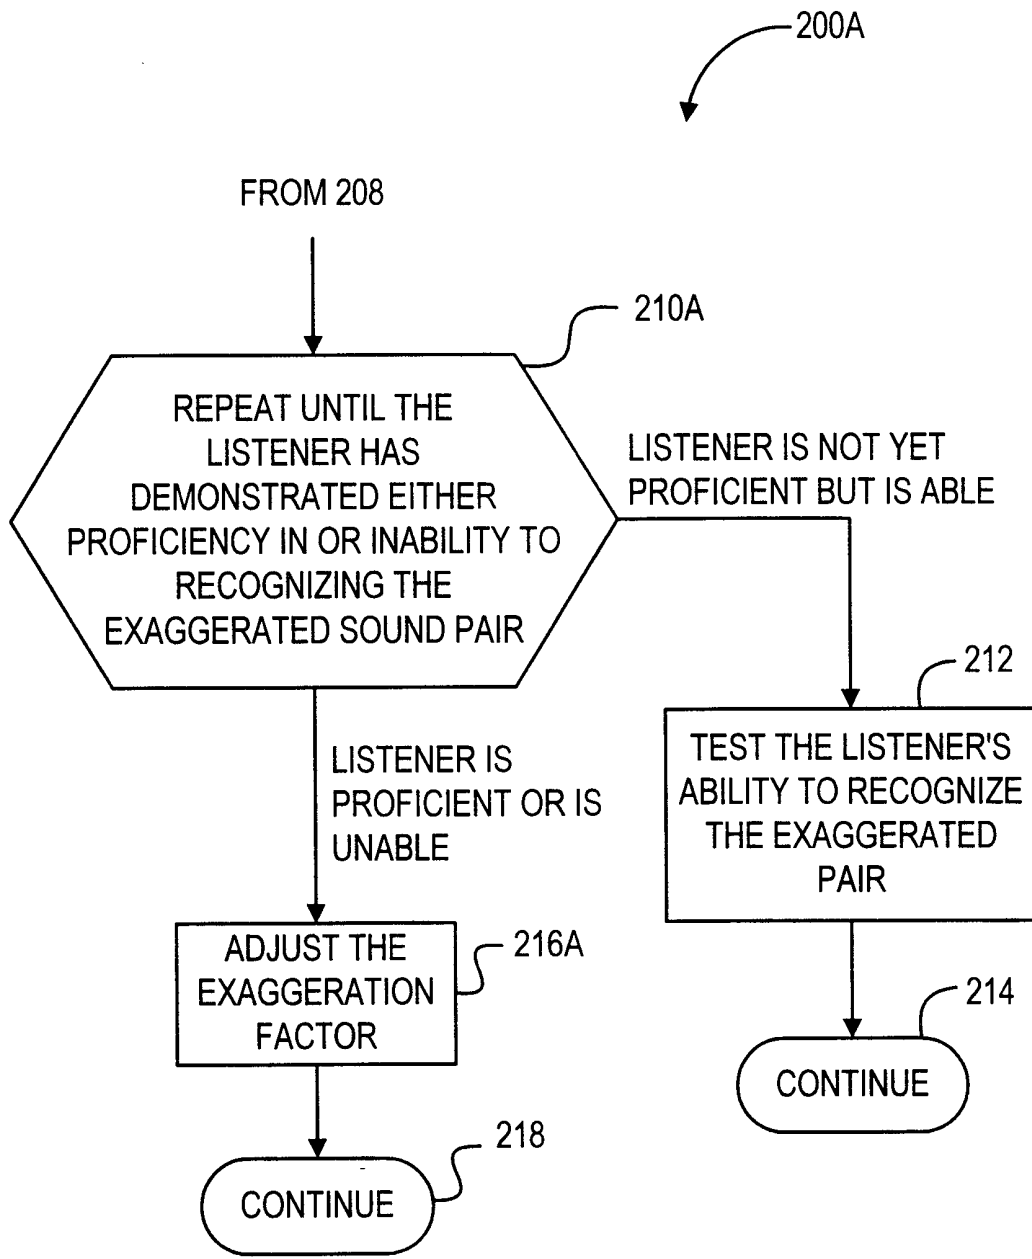 200A
FROM 208
210A
REPEAT UNTIL THE
LISTENER HAS
DEMONSTRATED EITHER
PROFICIENCY IN OR INABILITY TO
RECOGNIZING THE
EXAGGERATED SOUND PAIR
LISTENER IS NOT YET
PROFICIENT BUT IS ABLE
212
TEST THE LISTENER'S
ABILITY TO RECOGNIZE
THE EXAGGERATED
PAIR
LISTENER IS
PROFICIENT OR IS
UNABLE
216A
ADJUST THE
EXAGGERATION
FACTOR
214
CONTINUE
218
CONTINUE